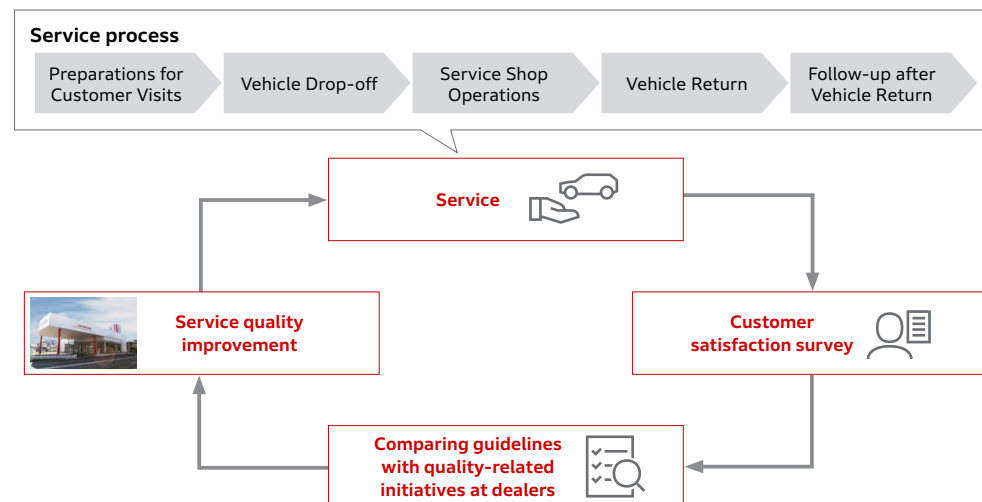 Service process
Preparations for
Customer Visits
Vehicle Drop-off
Service Shop
Operations
Vehicle Return
Follow-up after
Vehicle Return
Service
Service quality
improvement
Customer
satisfaction survey
Comparing guidelines
with quality-related
initiatives at dealers